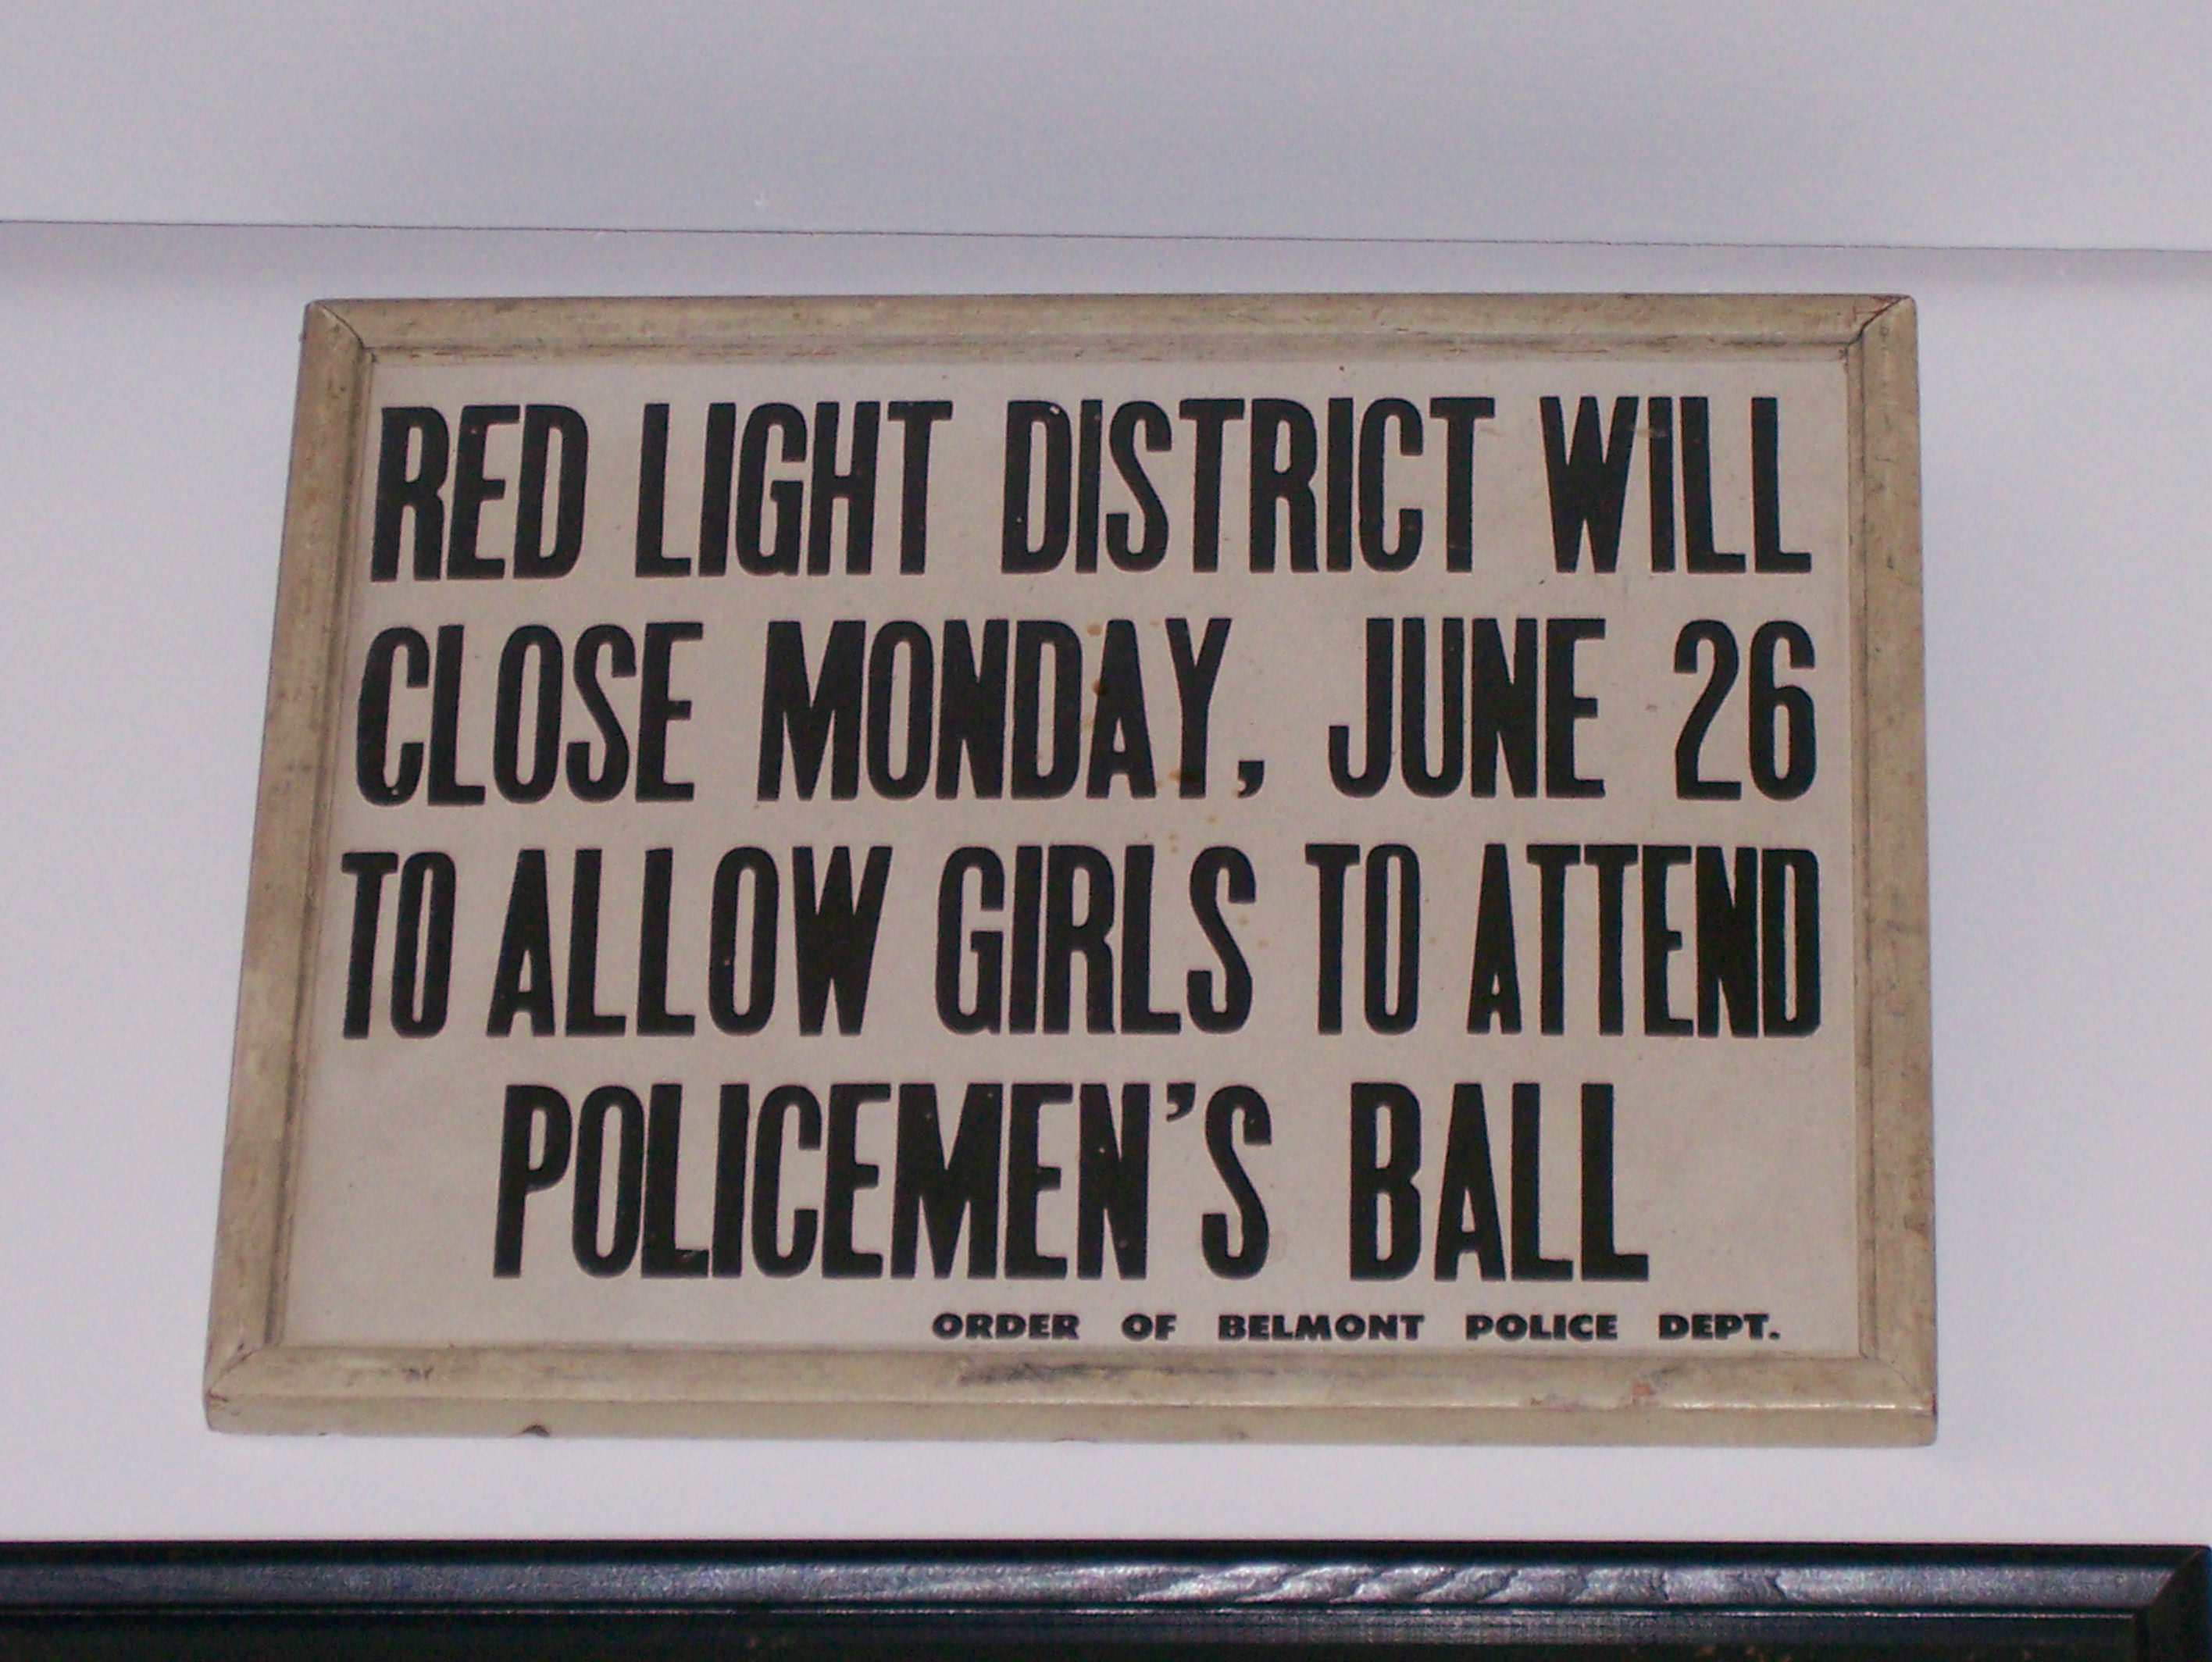 RED LIGHT DISTRICT WILL
CLOSE MONDAY, JUNE 26
TO ALLOW GIRLS TO ATTEND
POLICEMEN'S BALL
ORDER OF BELMONT POLICE DEPT.